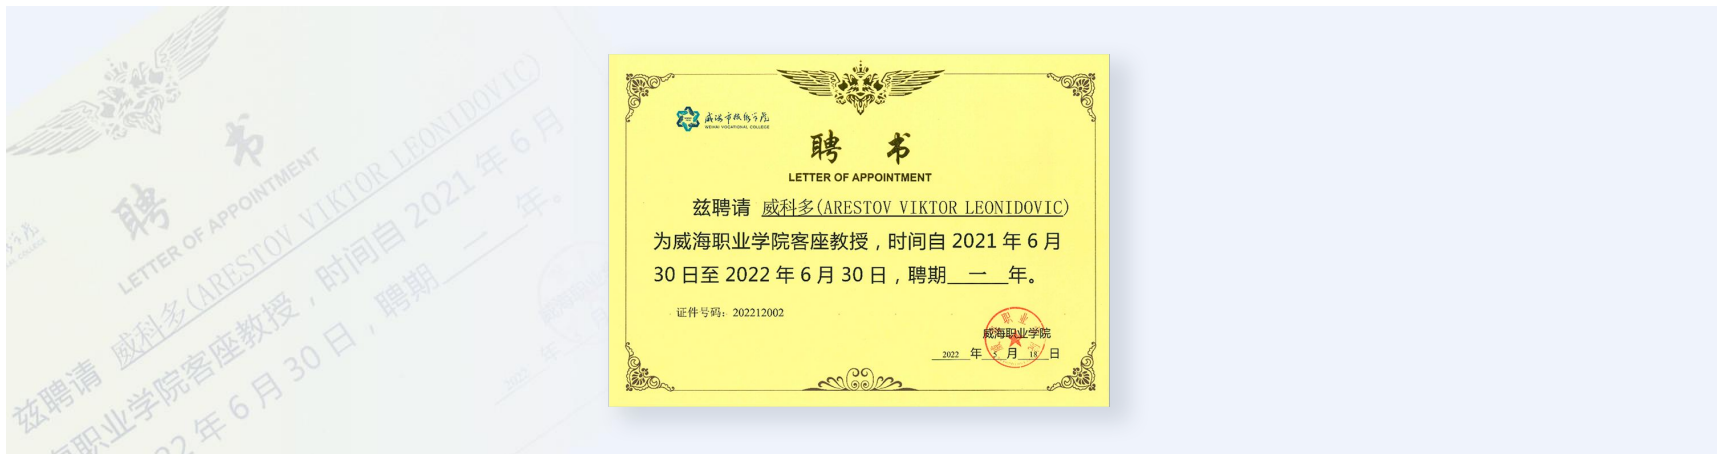 威海职业学院
WEIHAI VOCATIONAL COLLEGE
聘 书
LETTER OF APPOINTMENT
兹聘请 威科多(ARESTOV VIKTOR LEONIDOVIC)
为威海职业学院客座教授，时间自 2021 年 6 月
30 日至 2022 年 6 月 30 日，聘期 一 年。
证件号码：202212002
威海职业学院
2022 年 5 月 18 日